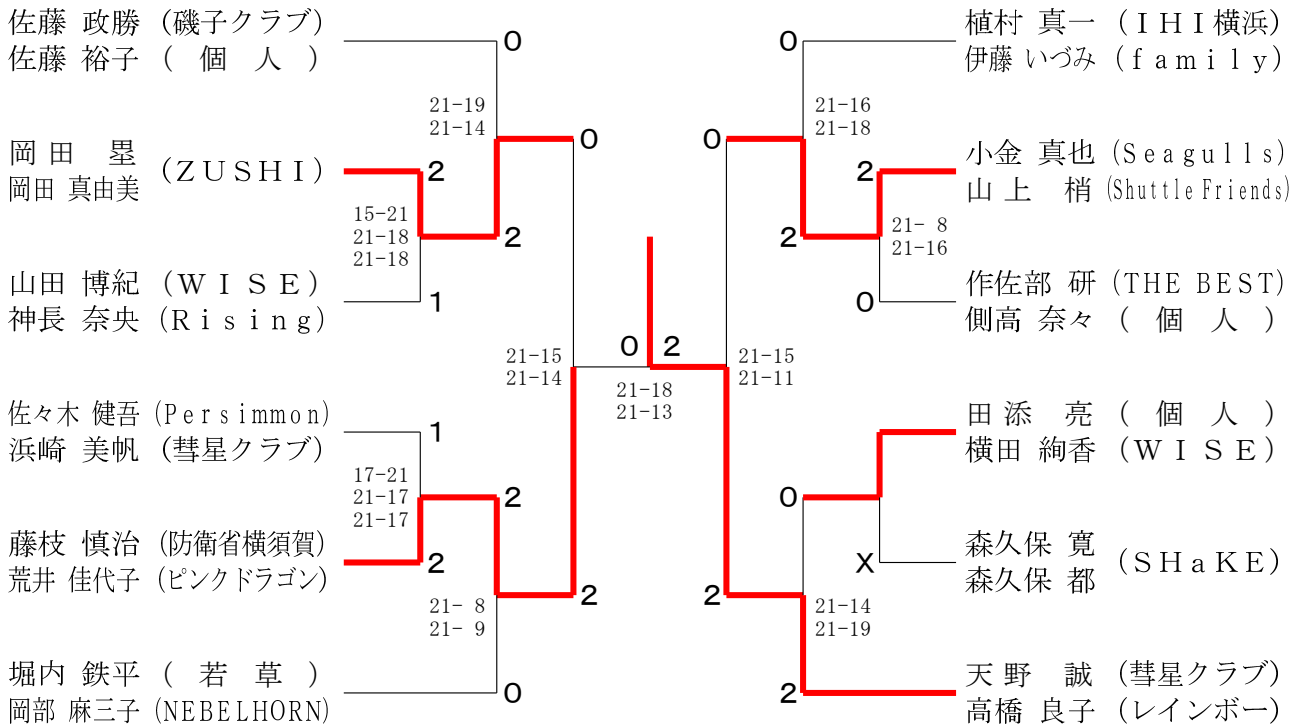 佐藤 政勝 (磯子クラブ)
佐藤 裕子 ( 個 人 )
0
21-19
21-14
岡 田 塁
岡田 真由美
(ZUSHI)
2
0
15-21
21-18
21-18
2
山田 博紀 (WISE)
神長 奈央 (Rising)
1
21-15
21-14
佐々木 健吾 (Persimmon)
浜崎 美帆 (彗星クラブ)
1
17-21
21-17
21-17
2
藤枝 慎治 (防衛省横須賀)
荒井 佳代子 (ピンクドラゴン)
2
2
21- 8
21- 9
堀内 鉄平 ( 若 草 )
岡部 麻三子 (NEBELHORN)
0
0 2
21-18
21-13
植村 真一 (IHI横浜)
伊藤 いづみ (family)
0
21-16
21-18
0
小金 真也 (Seagulls)
山 上 梢 (Shuttle Friends)
2
21- 8
21-16
2
作佐部 研 (THE BEST)
側高 奈々 ( 個 人 )
0
21-15
21-11
田 添 亮 ( 個 人 )
横田 絢香 (WISE)
0
森久保 寛
森久保 都
(SHaKE)
X
2
21-14
21-19
天 野 誠 (彗星クラブ)
高橋 良子 (レインボー)
2